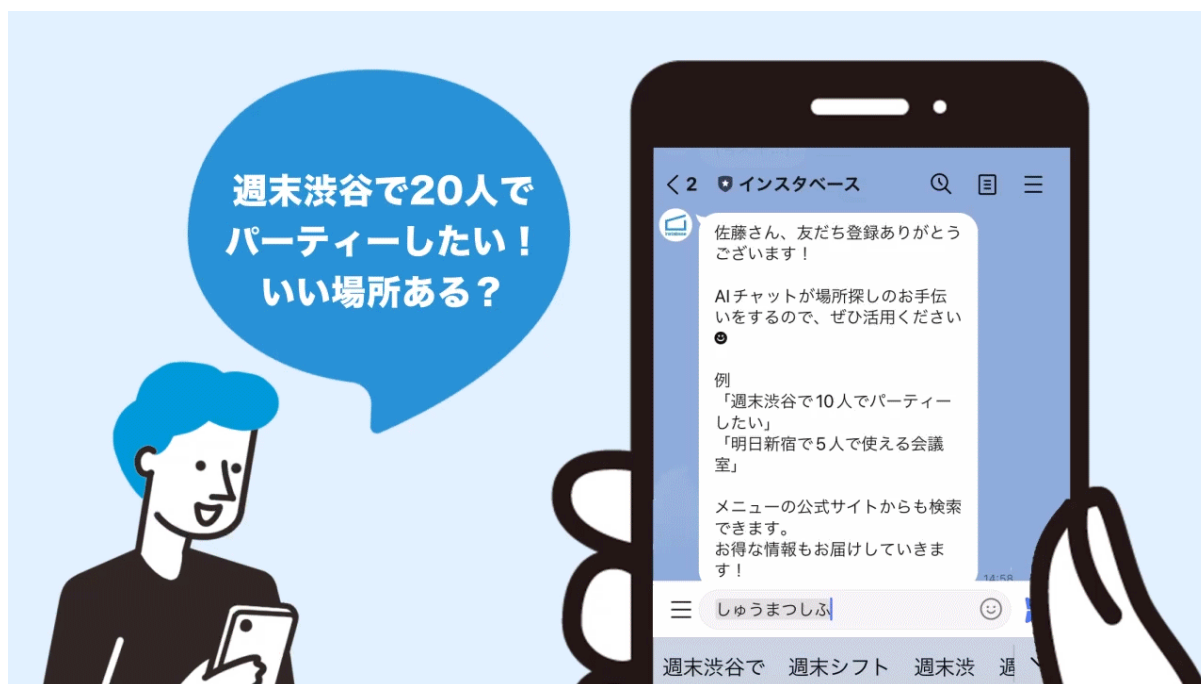 週末渋谷で20人で
パーティーしたい！
いい場所ある？
2 インスタベース
佐藤さん、友だち登録ありがとう
ございます！
AIチャットが場所探しのお手伝
いをするので、ぜひ活用ください
例
「週末渋谷で10人でパーティー
したい」
「明日新宿で5人で使える会議
室」
メニューの公式サイトからも検索
できます。
お得な情報もお届けしていきま
す！
14:58
しゅうまつしふ
週末渋谷で 週末シフト 週末渋